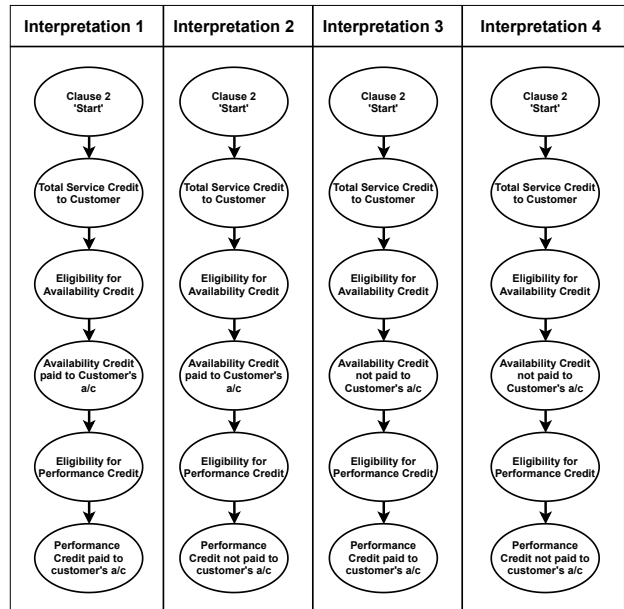 Interpretation 1
Interpretation 2
Interpretation 3
Interpretation 4
Clause 2
'Start'
Total Service Credit
to Customer
Eligibility for
Availability Credit
Availability Credit
paid to Customer's
a/c
Eligibility for
Performance Credit
Performance
Credit paid to
customer's a/c
Clause 2
'Start'
Total Service Credit
to Customer
Eligibility for
Availability Credit
Availability Credit
paid to Customer's
a/c
Eligibility for
Performance Credit
Performance
Credit not paid to
customer's a/c
Clause 2
'Start'
Total Service Credit
to Customer
Eligibility for
Availability Credit
Availability Credit
not paid to
Customer's a/c
Eligibility for
Performance Credit
Performance
Credit paid to
customer's a/c
Clause 2
'Start'
Total Service Credit
to Customer
Eligibility for
Availability Credit
Availability Credit
not paid to
Customer's a/c
Eligibility for
Performance Credit
Performance
Credit not paid to
customer's a/c